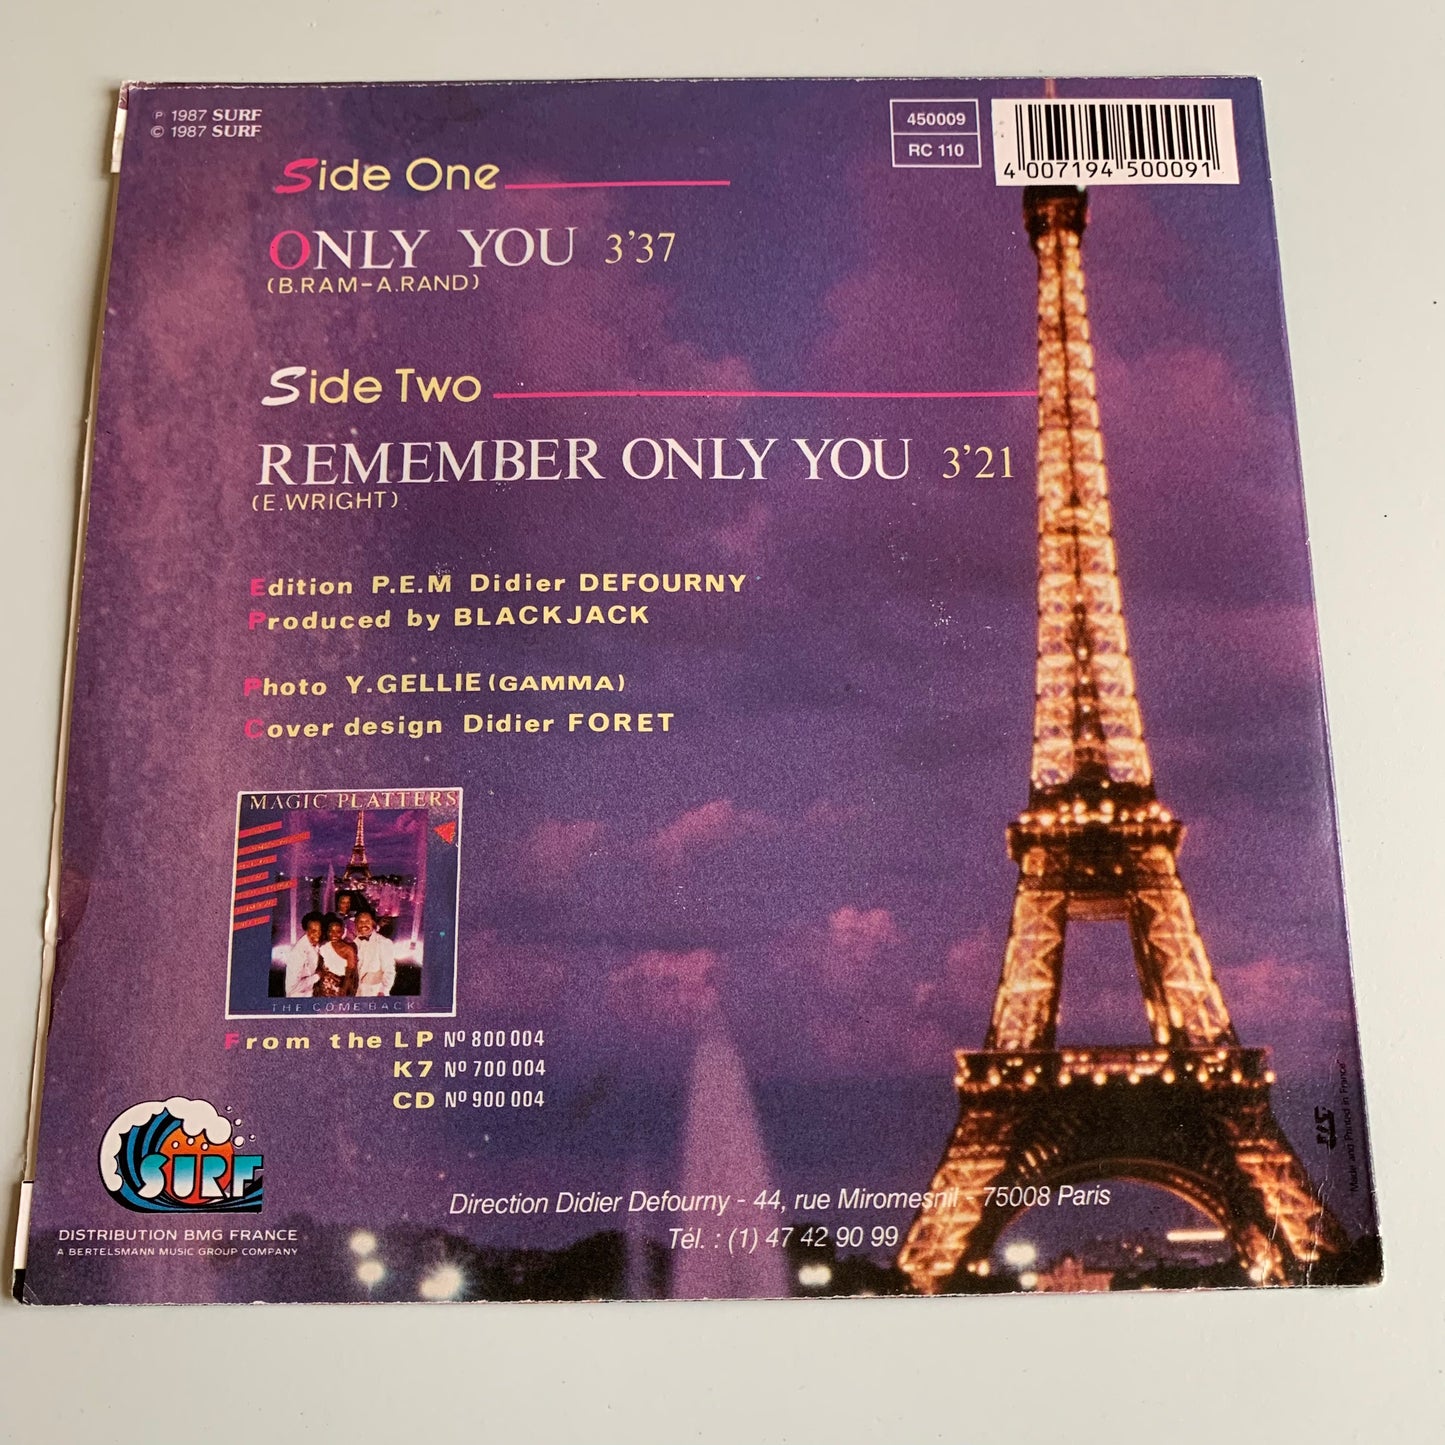 ℗ 1987 SURF
© 1987 SURF
450009
RC 110
4 007194 500091
Side One
ONLY YOU 3'37
(B.RAM-A.RAND)
Side Two
REMEMBER ONLY YOU 3'21
(E.WRIGHT)
Edition P.E.M Didier DEFOURNY
Produced by BLACKJACK
Photo Y.GELLIE (GAMMA)
Cover design Didier FORET
MAGIC PLATTERS
THE COME BACK
From the LP Nº 800 004
K7 Nº 700 004
CD Nº 900 004
SURF
DISTRIBUTION BMG FRANCE
A BERTELSMANN MUSIC GROUP COMPANY
Direction Didier Defourny - 44, rue Miromesnil - 75008 Paris
Tél. : (1) 47 42 90 99
Made and Printed in France